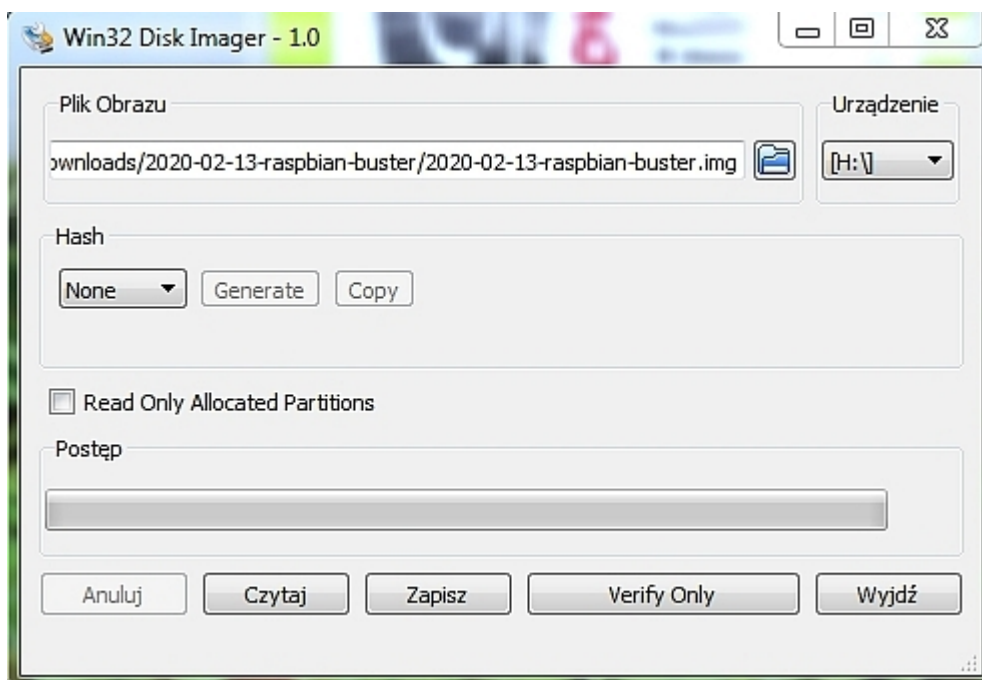 Win32 Disk Imager - 1.0
Plik Obrazu
Urządzenie
ownloads/2020-02-13-raspbian-buster/2020-02-13-raspbian-buster.img
[H:\]
Hash
None
Generate
Copy
Read Only Allocated Partitions
Postęp
Anuluj
Czytaj
Zapisz
Verify Only
Wyjdź